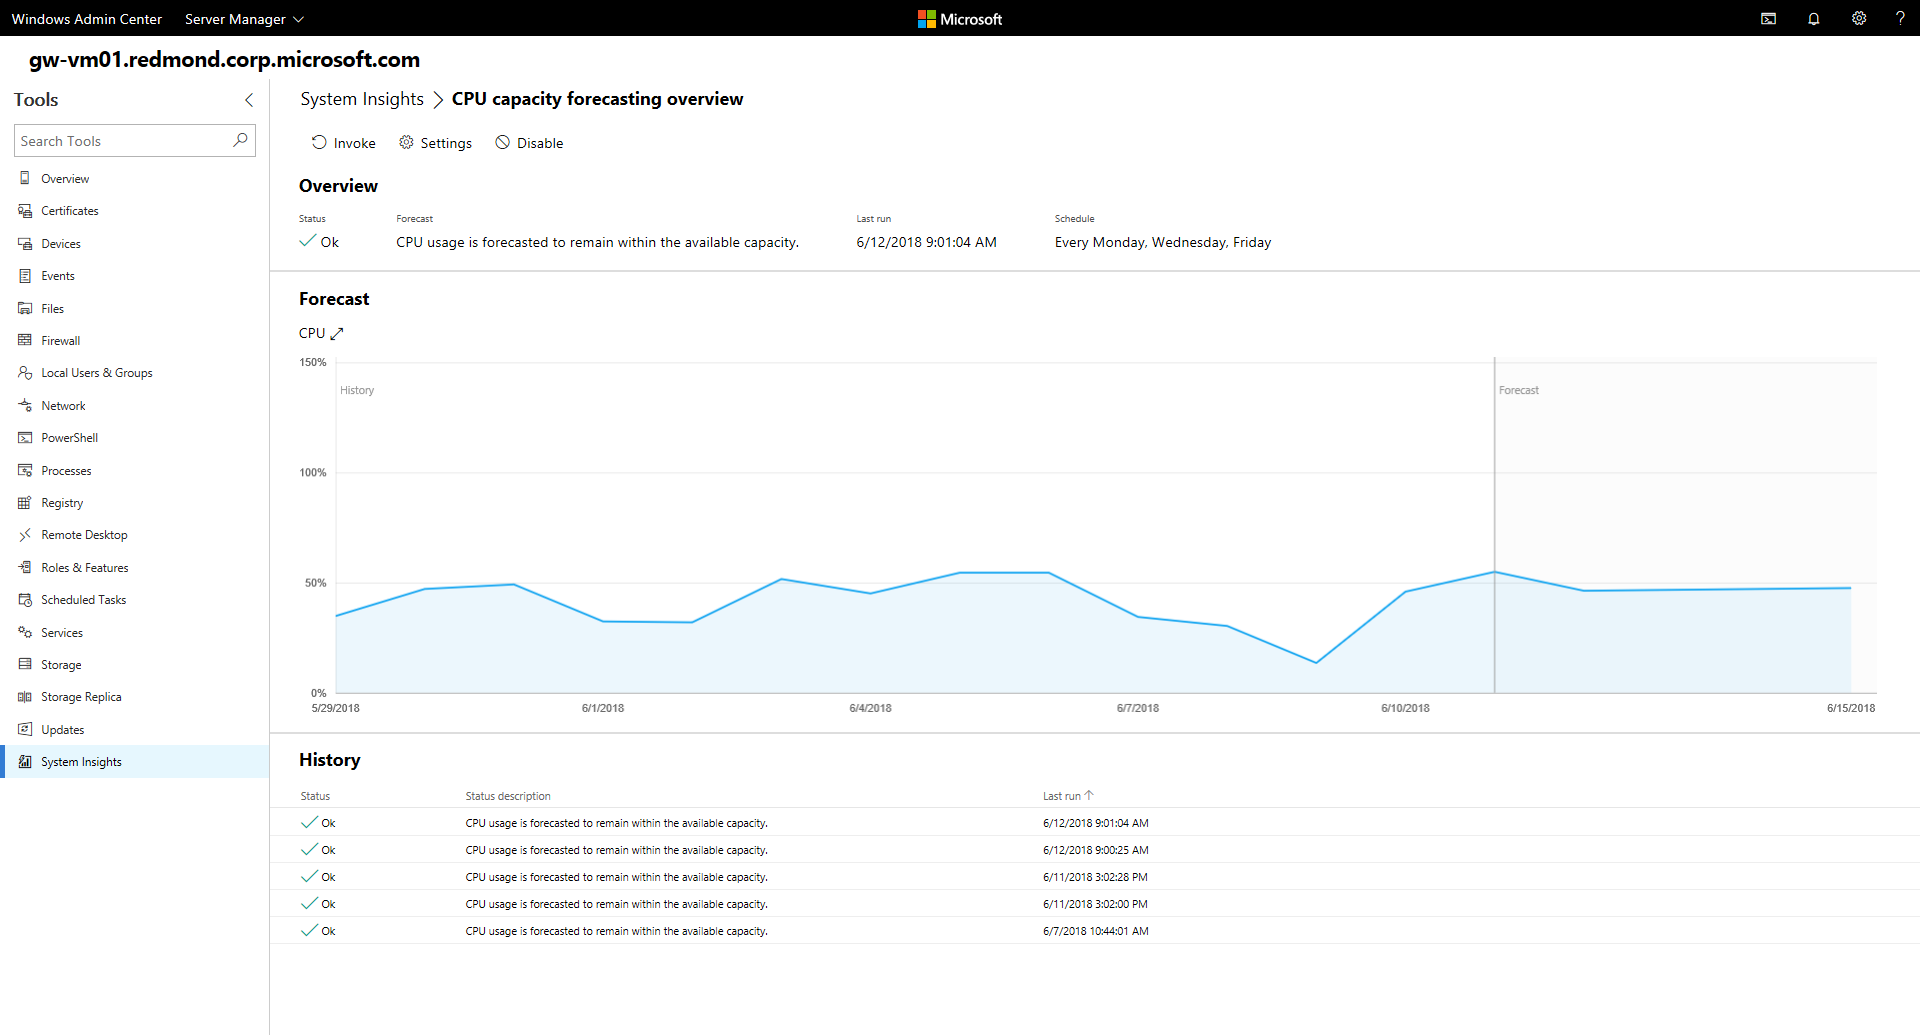 Windows Admin Center Server Manager Microsoft ?
gw-vm01.redmond.corp.microsoft.com
Tools
Search Tools
Overview
Certificates
Devices
Events
Files
Firewall
Local Users & Groups
Network
PowerShell
Processes
Registry
Remote Desktop
Roles & Features
Scheduled Tasks
Services
Storage
Storage Replica
Updates
System Insights
System Insights > CPU capacity forecasting overview
Invoke Settings Disable
Overview
Status Forecast Last run Schedule
Ok CPU usage is forecasted to remain within the available capacity. 6/12/2018 9:01:04 AM Every Monday, Wednesday, Friday
Forecast
CPU
150%
History Forecast
100%
50%
0%
5/29/2018 6/1/2018 6/4/2018 6/7/2018 6/10/2018 6/15/2018
History
Status Status description Last run
Ok CPU usage is forecasted to remain within the available capacity. 6/12/2018 9:01:04 AM
Ok CPU usage is forecasted to remain within the available capacity. 6/12/2018 9:00:25 AM
Ok CPU usage is forecasted to remain within the available capacity. 6/11/2018 3:02:28 PM
Ok CPU usage is forecasted to remain within the available capacity. 6/11/2018 3:02:00 PM
Ok CPU usage is forecasted to remain within the available capacity. 6/7/2018 10:44:01 AM